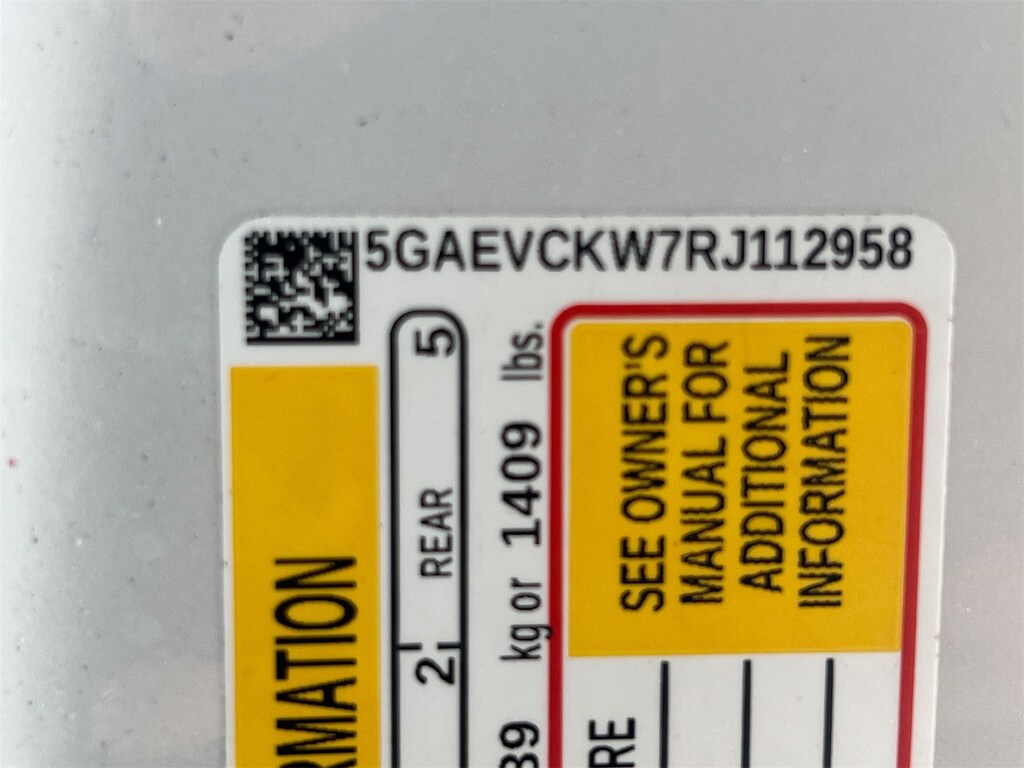 5GAEVCKW7RJ112958
RMATION
2 REAR 5
39 kg or 1409 lbs.
RE
SEE OWNER'S
MANUAL FOR
ADDITIONAL
INFORMATION